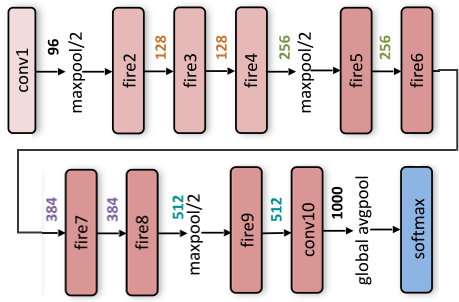 conv1
96
maxpool/2
fire2
128
fire3
128
fire4
256
maxpool/2
fire5
256
fire6
384
fire7
384
fire8
512
maxpool/2
fire9
512
conv10
1000
global avgpool
softmax